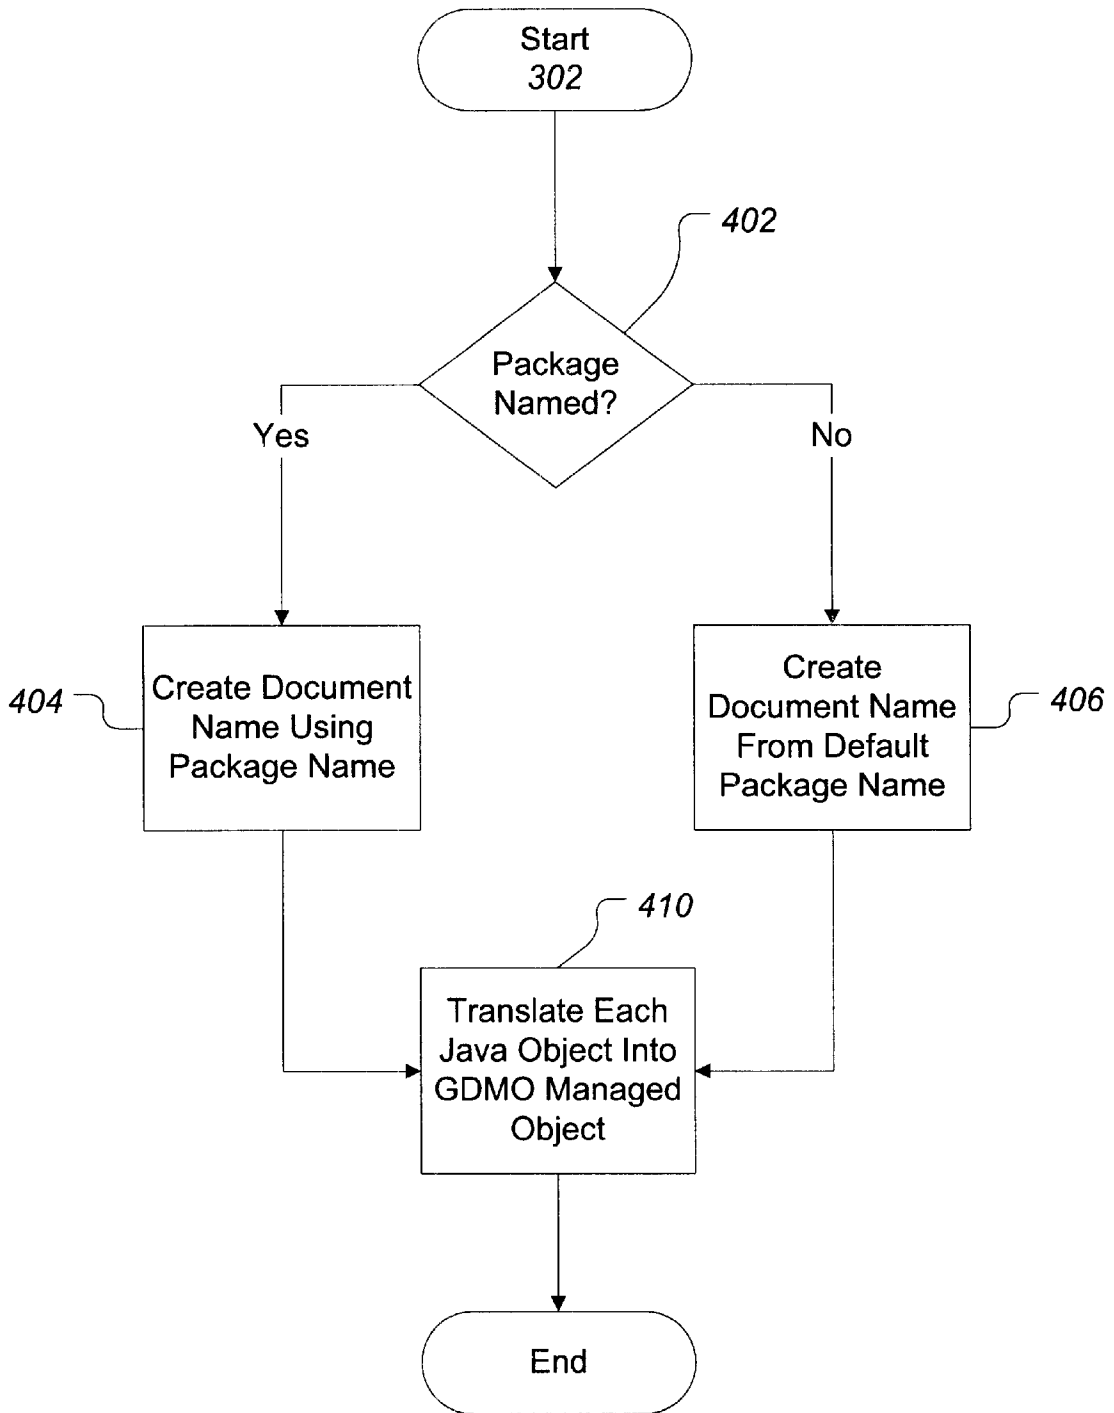 Start
302
402
Package
Named?
Yes
No
404
Create Document
Name Using
Package Name
Create
Document Name
From Default
Package Name
406
410
Translate Each
Java Object Into
GDMO Managed
Object
End